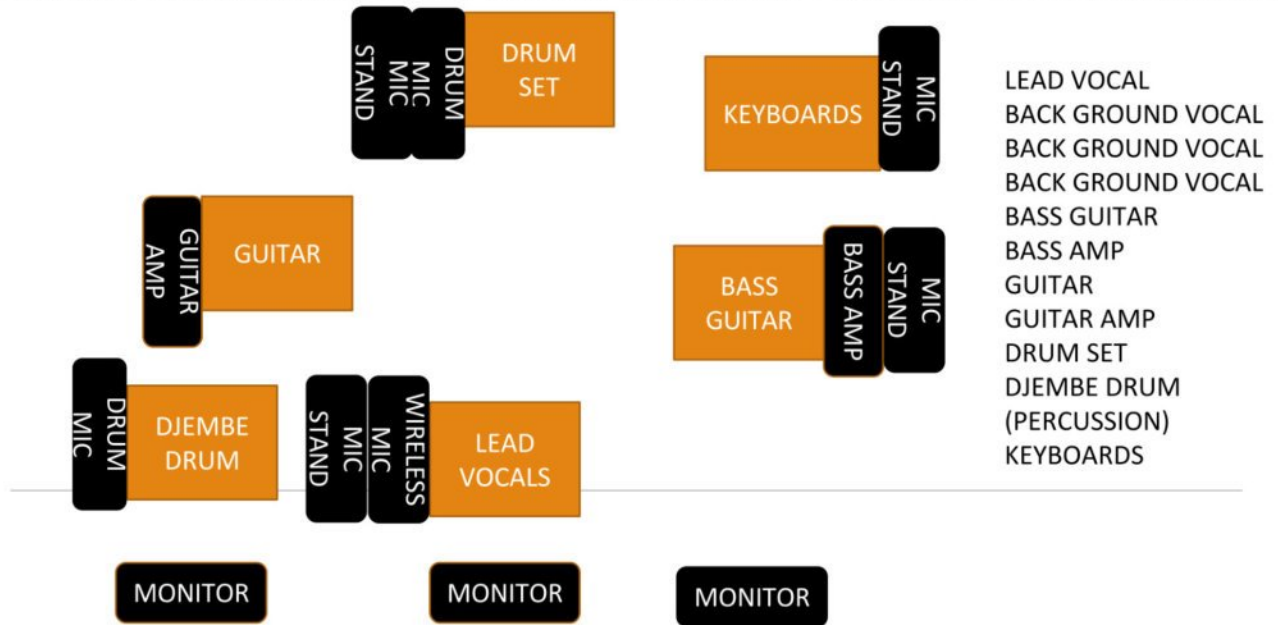 DRUM
SET
DRUM
MIC
MIC
STAND
KEYBOARDS
MIC
STAND
GUITAR
GUITAR
AMP
BASS
GUITAR
BASS AMP
MIC
STAND
DJEMBE
DRUM
DRUM
MIC
LEAD
VOCALS
WIRELESS
MIC
MIC
STAND
MONITOR
MONITOR
MONITOR
LEAD VOCAL
BACK GROUND VOCAL
BACK GROUND VOCAL
BACK GROUND VOCAL
BASS GUITAR
BASS AMP
GUITAR
GUITAR AMP
DRUM SET
DJEMBE DRUM
(PERCUSSION)
KEYBOARDS